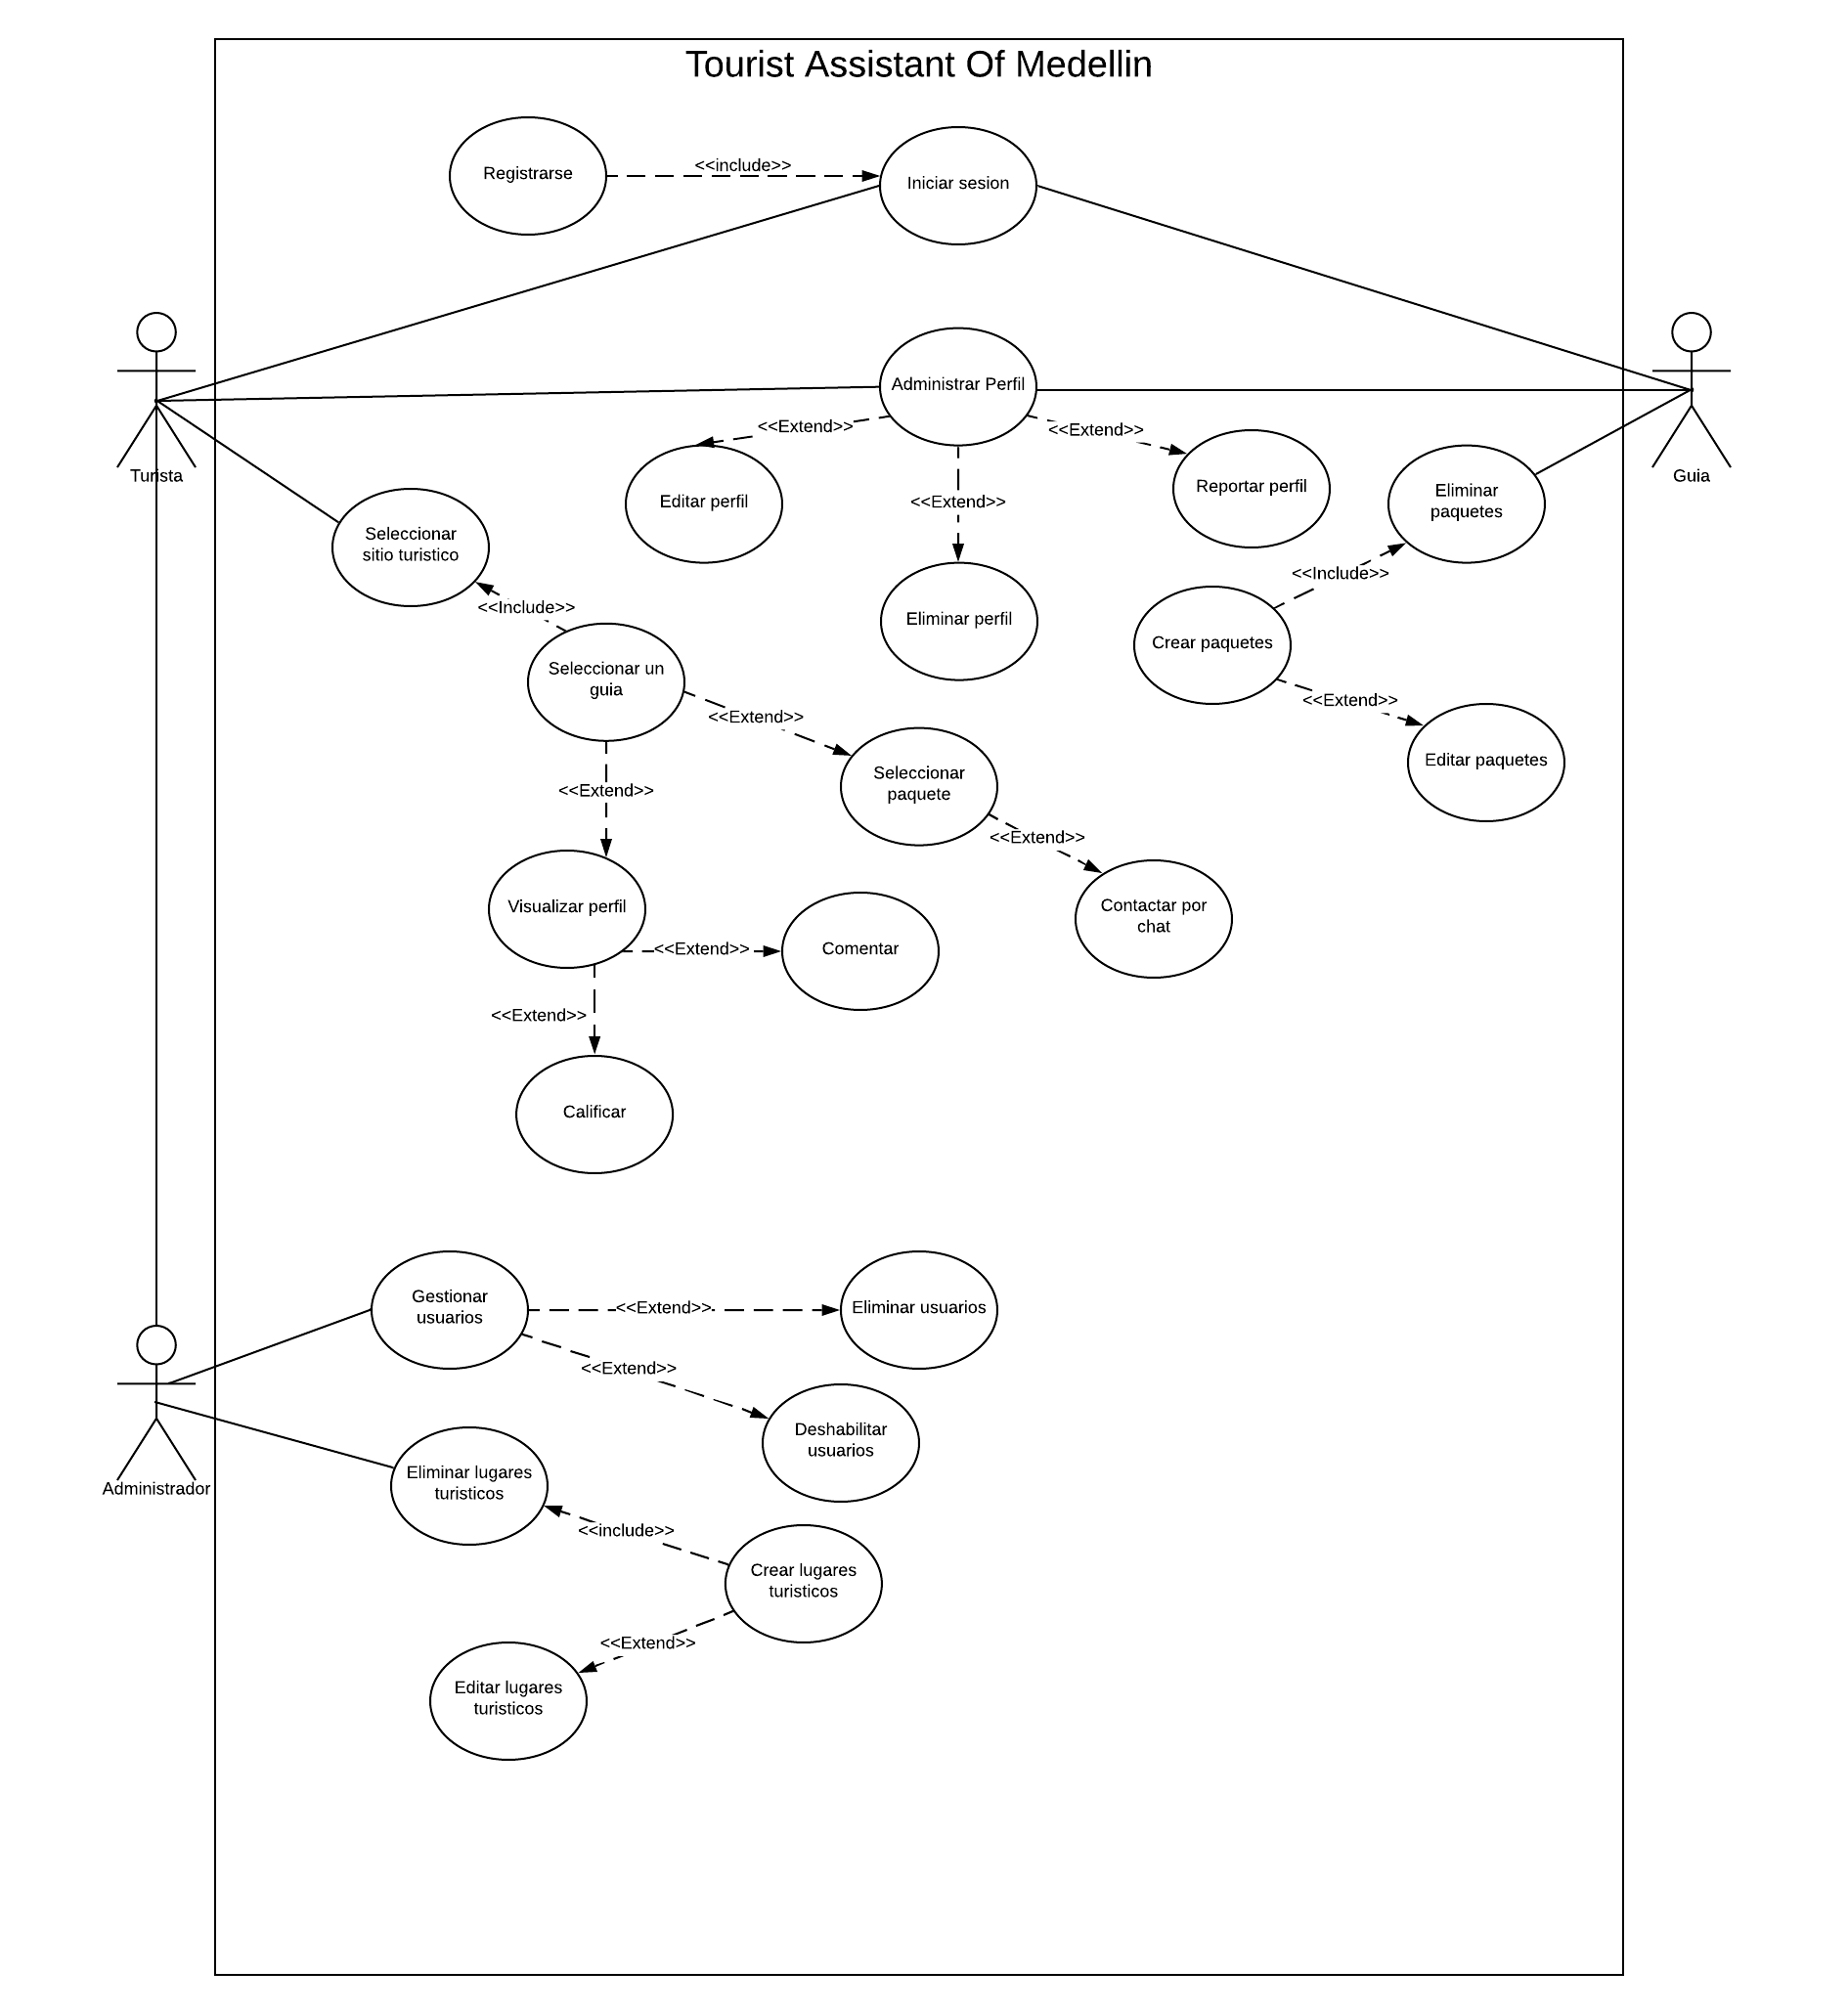 Tourist Assistant Of Medellin
Registrarse
<<include>>
Iniciar sesion
Turista
Guia
Administrar Perfil
<<Extend>>
<<Extend>>
<<Extend>>
Editar perfil
Reportar perfil
Eliminar perfil
Eliminar
paquetes
<<Include>>
Crear paquetes
<<Extend>>
Editar paquetes
Seleccionar
sitio turistico
<<Include>>
Seleccionar un
guia
<<Extend>>
Seleccionar
paquete
<<Extend>>
Contactar por
chat
<<Extend>>
Visualizar perfil
<<Extend>>
Comentar
<<Extend>>
Calificar
Gestionar
usuarios
<<Extend>>
Eliminar usuarios
<<Extend>>
Deshabilitar
usuarios
Administrador
Eliminar lugares
turisticos
<<include>>
Crear lugares
turisticos
<<Extend>>
Editar lugares
turisticos